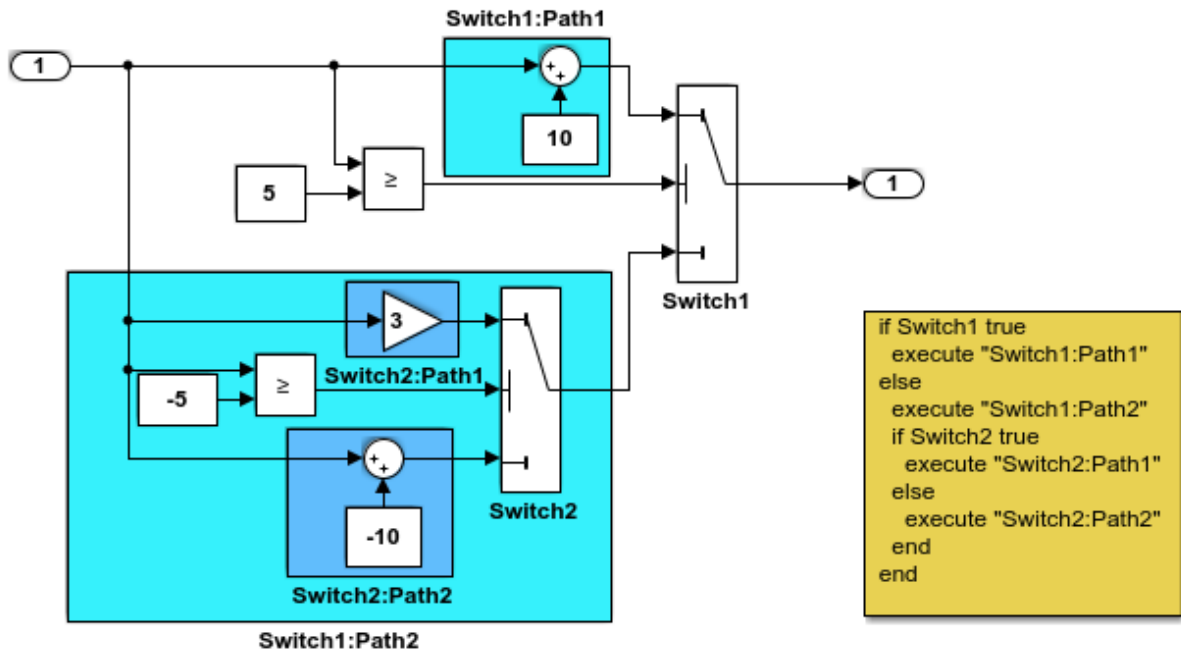 Switch1:Path1
1
10
5
≥
1
Switch1
3
Switch2:Path1
-5
≥
Switch2
-10
Switch2:Path2
Switch1:Path2
if Switch1 true
execute "Switch1:Path1"
else
execute "Switch1:Path2"
if Switch2 true
execute "Switch2:Path1"
else
execute "Switch2:Path2"
end
end